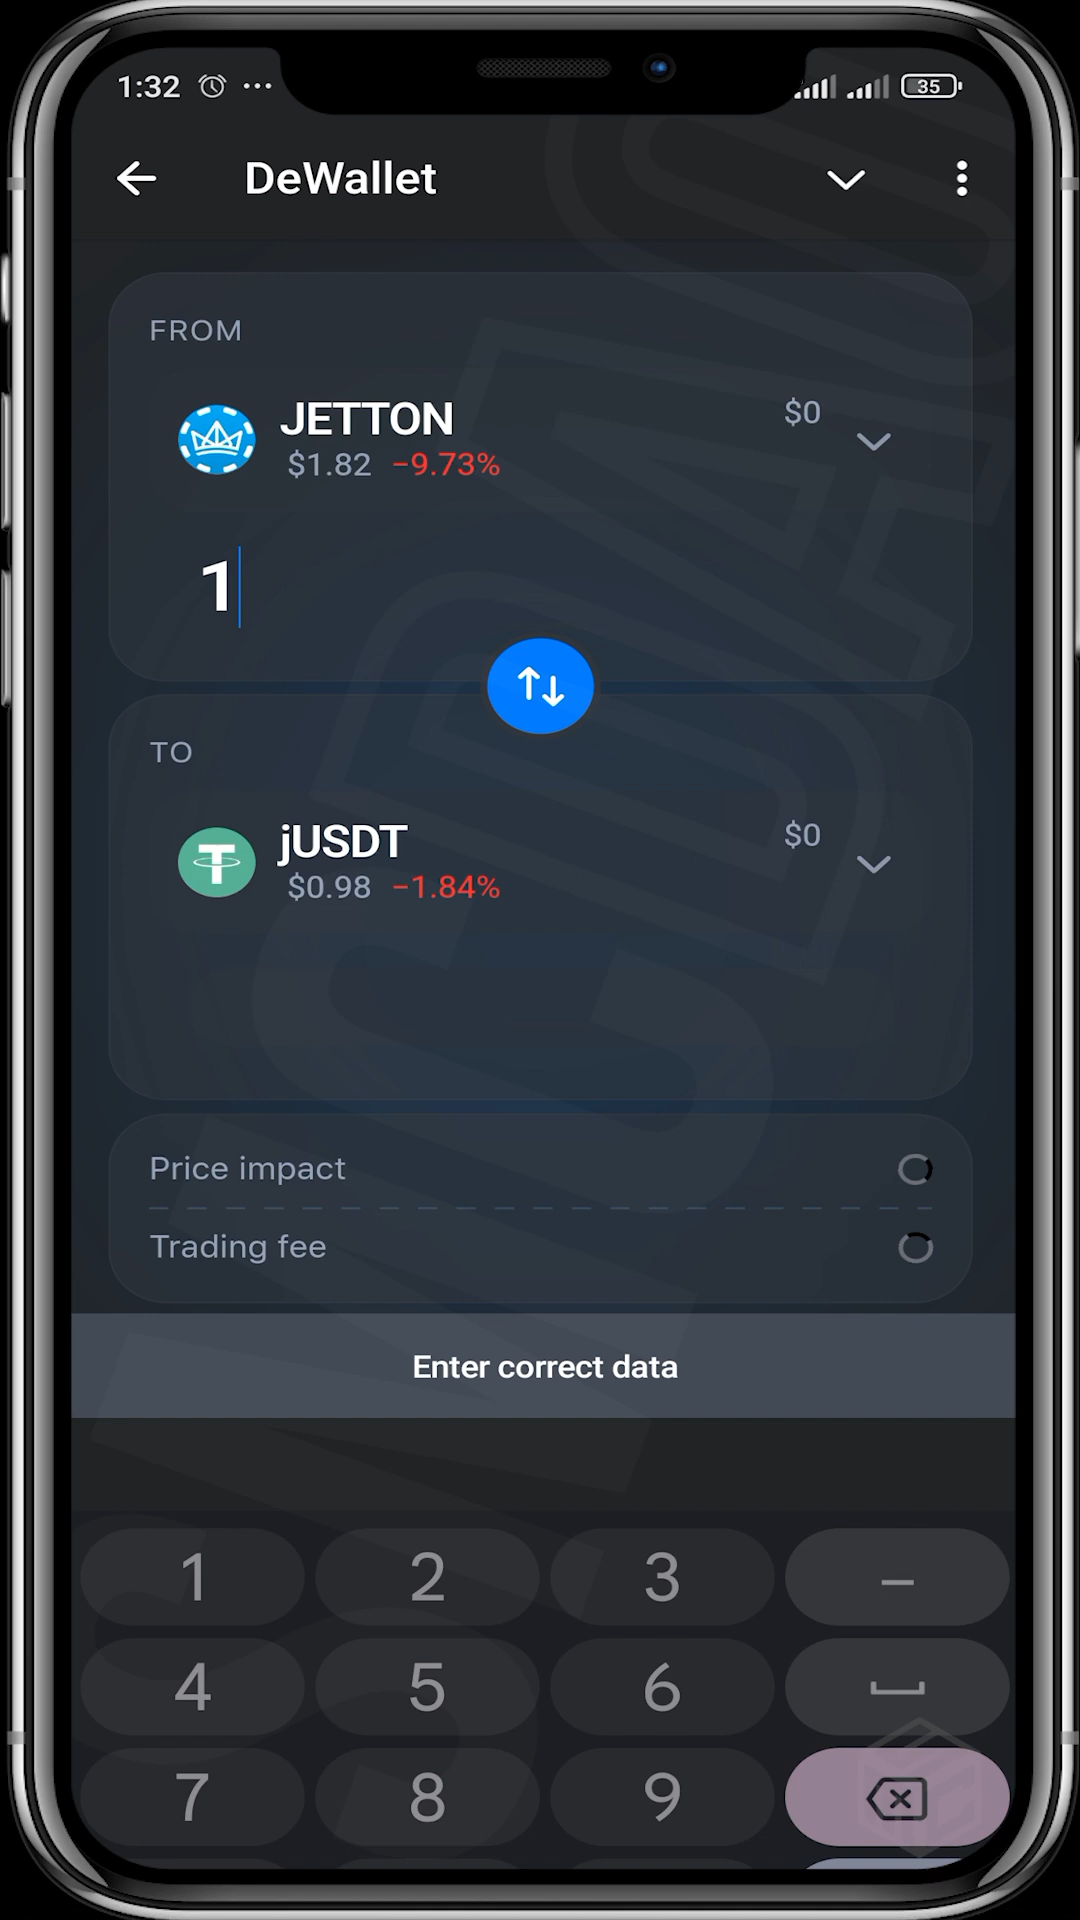 1:32 ... 35
DeWallet
FROM
JETTON $0
$1.82 −9.73%
1
TO
jUSDT $0
$0.98 −1.84%
Price impact
Trading fee
Enter correct data
1 2 3 –
4 5 6
7 8 9